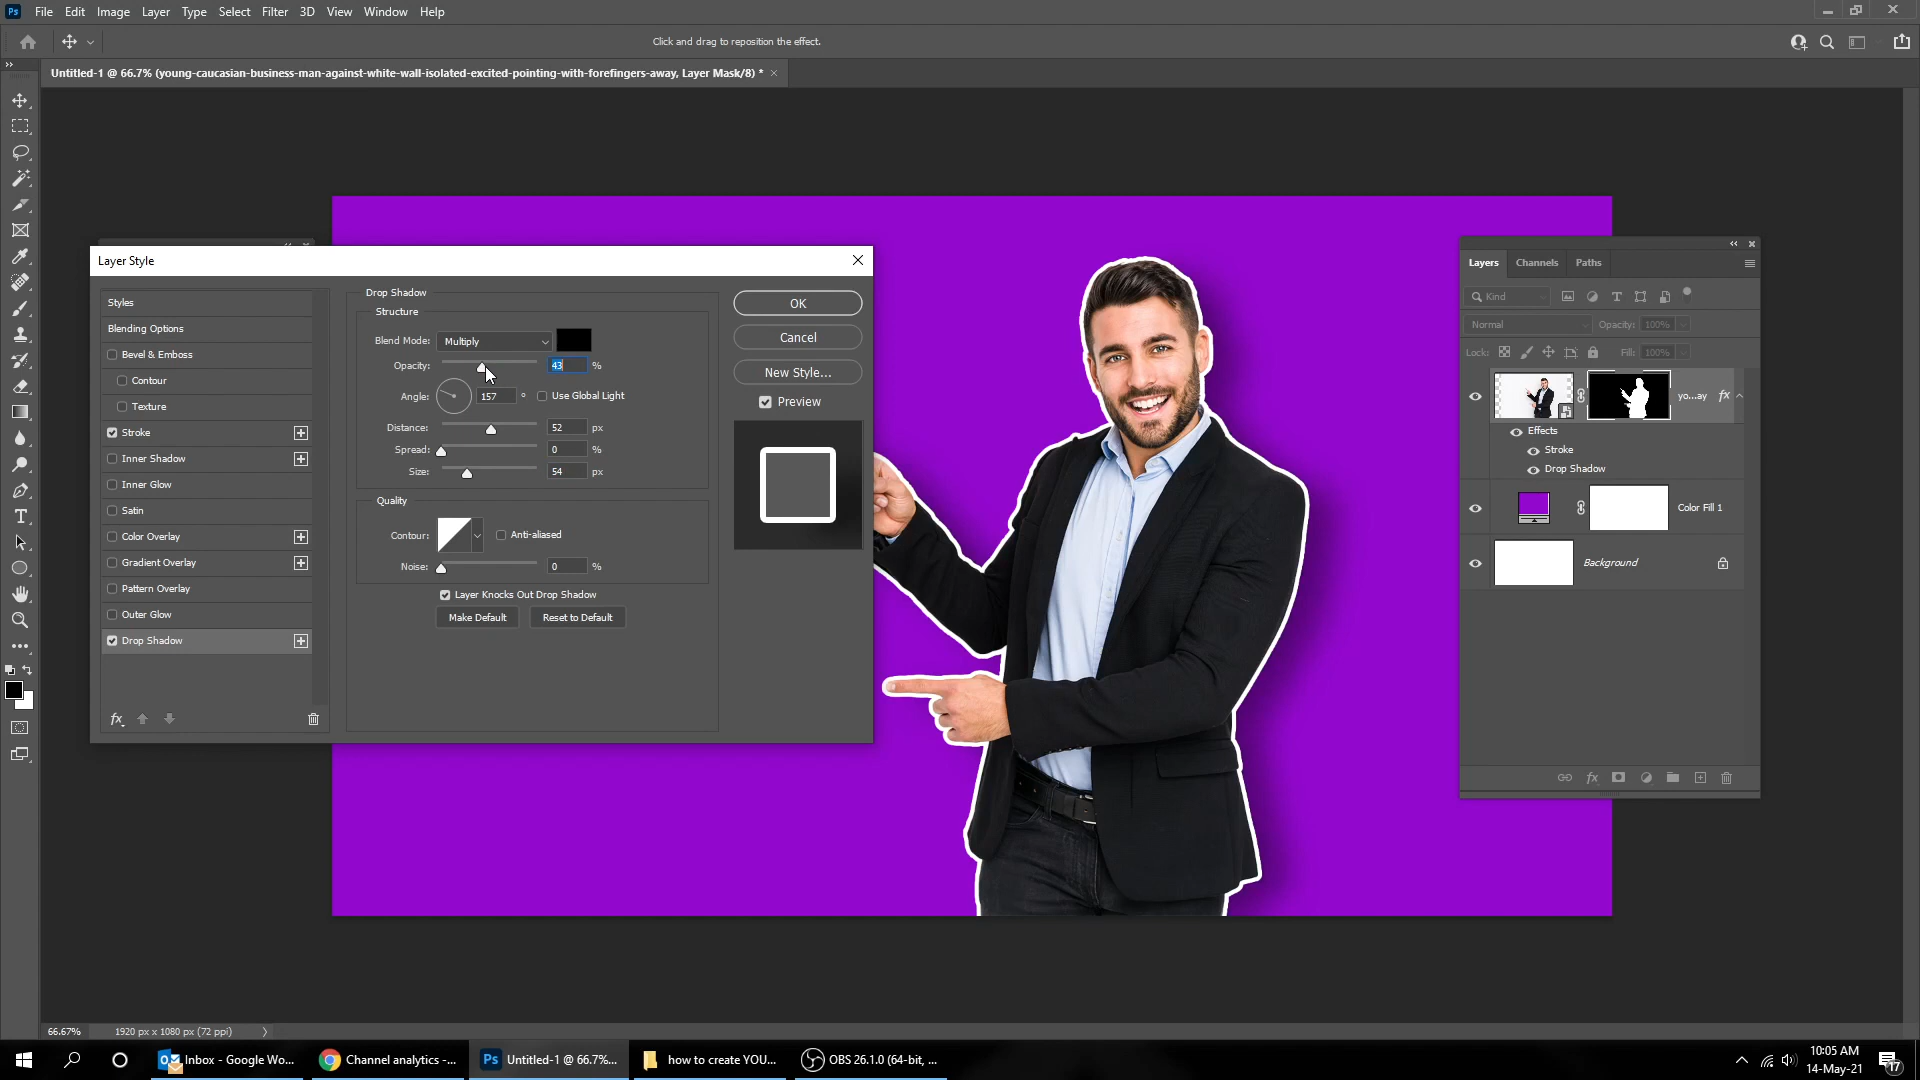 Ps File Edit Image Layer Type Select Filter 3D View Window Help
Click and drag to reposition the effect.
Untitled-1 @ 66.7% (young-caucasian-business-man-against-white-wall-isolated-excited-pointing-with-forefingers-away, Layer Mask/8) *
Layer Style
Styles
Blending Options
Bevel & Emboss
Contour
Texture
Stroke
Inner Shadow
Inner Glow
Satin
Color Overlay
Gradient Overlay
Pattern Overlay
Outer Glow
Drop Shadow
fx
Drop Shadow
Structure
Blend Mode: Multiply
Opacity: 43 %
Angle: 157 ° Use Global Light
Distance: 52 px
Spread: 0 %
Size: 54 px
Quality
Contour: Anti-aliased
Noise: 0 %
Layer Knocks Out Drop Shadow
Make Default Reset to Default
OK
Cancel
New Style...
Preview
Layers Channels Paths
Kind
Normal Opacity: 100%
Lock: Fill: 100%
yo...ay fx
Effects
Stroke
Drop Shadow
Color Fill 1
Background
fx
66.67% 1920 px x 1080 px (72 ppi)
Inbox - Google Wo... Channel analytics -... Ps Untitled-1 @ 66.7%... how to create YOU... OBS 26.1.0 (64-bit, ...
10:05 AM
14-May-21
17